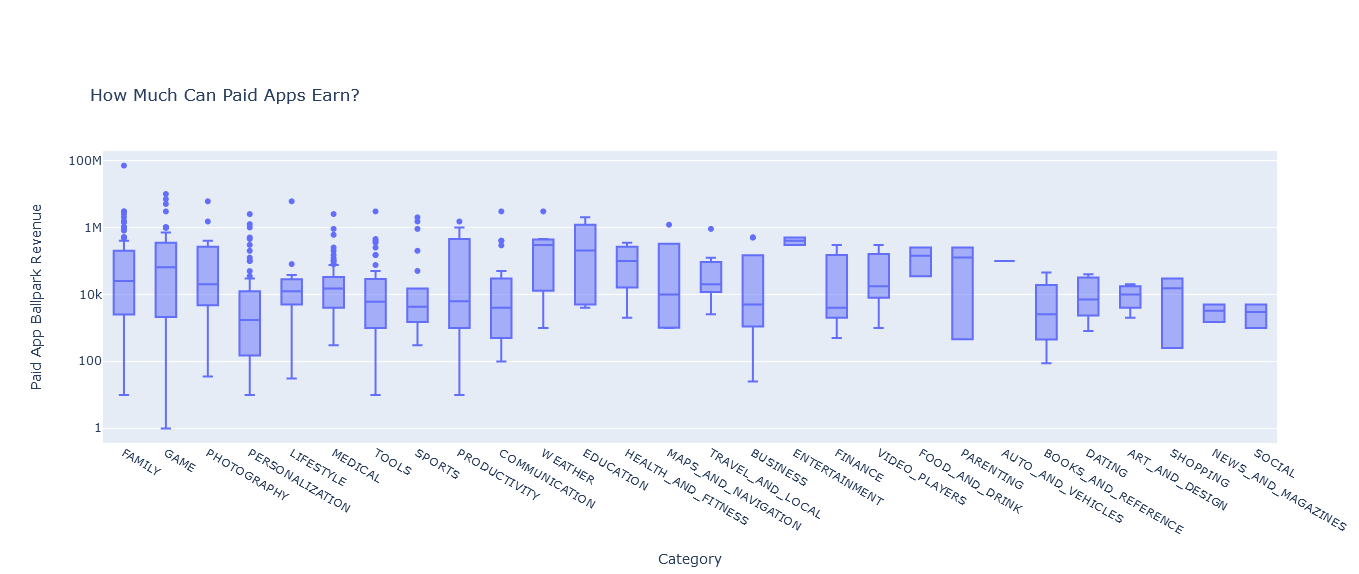 How Much Can Paid Apps Earn?
Paid App Ballpark Revenue
100M
1M
10k
100
1
FAMILY
GAME
PHOTOGRAPHY
PERSONALIZATION
LIFESTYLE
MEDICAL
TOOLS
SPORTS
PRODUCTIVITY
COMMUNICATION
WEATHER
EDUCATION
HEALTH_AND_FITNESS
MAPS_AND_NAVIGATION
TRAVEL_AND_LOCAL
BUSINESS
ENTERTAINMENT
FINANCE
VIDEO_PLAYERS
FOOD_AND_DRINK
PARENTING
AUTO_AND_VEHICLES
BOOKS_AND_REFERENCE
DATING
ART_AND_DESIGN
SHOPPING
NEWS_AND_MAGAZINES
SOCIAL
Category